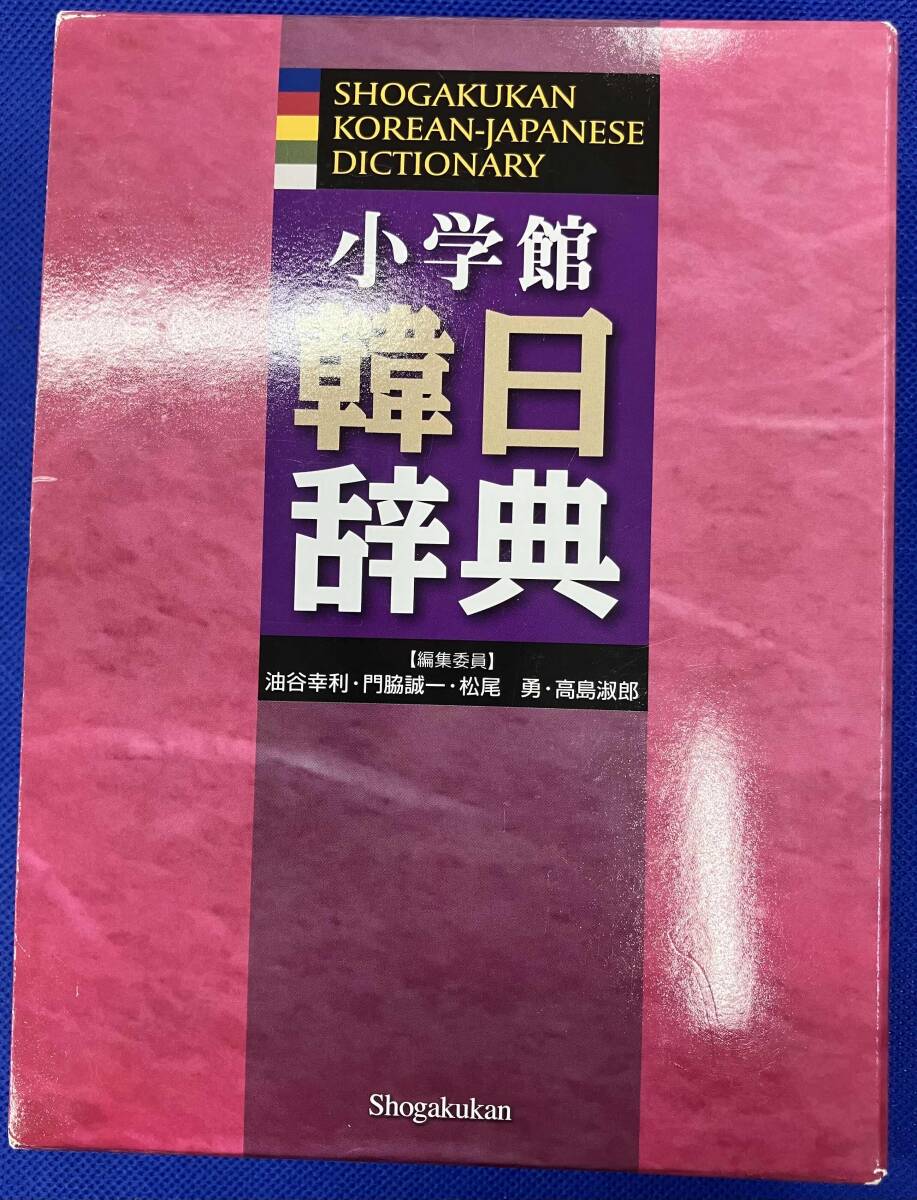 SHOGAKUKAN
KOREAN-JAPANESE
DICTIONARY
小学館
韓日
辞典
【編集委員】
油谷幸利・門脇誠一・松尾　勇・高島淑郎
Shogakukan